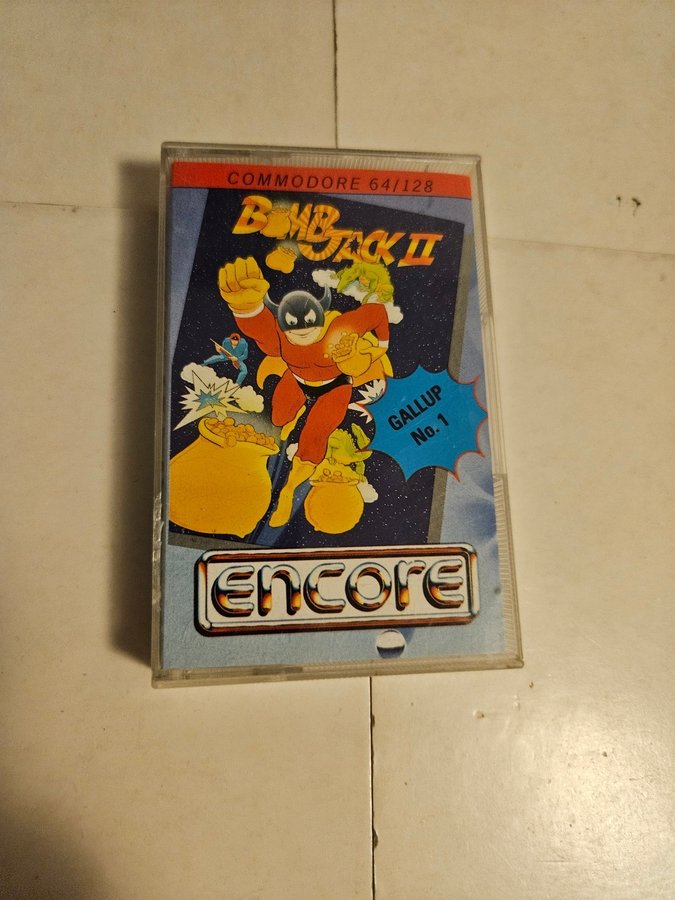 COMMODORE 64/128
BOMB
JACK II
GALLUP
No. 1
encore